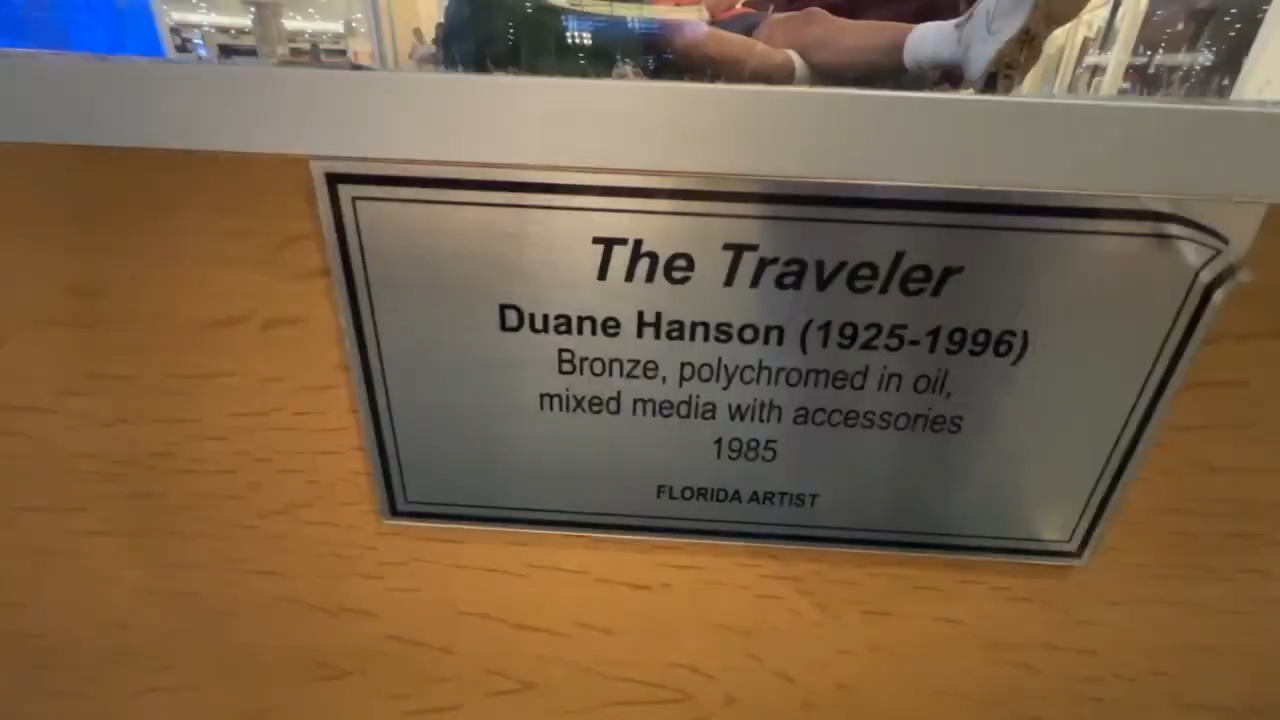 The Traveler
Duane Hanson (1925-1996)
Bronze, polychromed in oil,
mixed media with accessories
1985
FLORIDA ARTIST